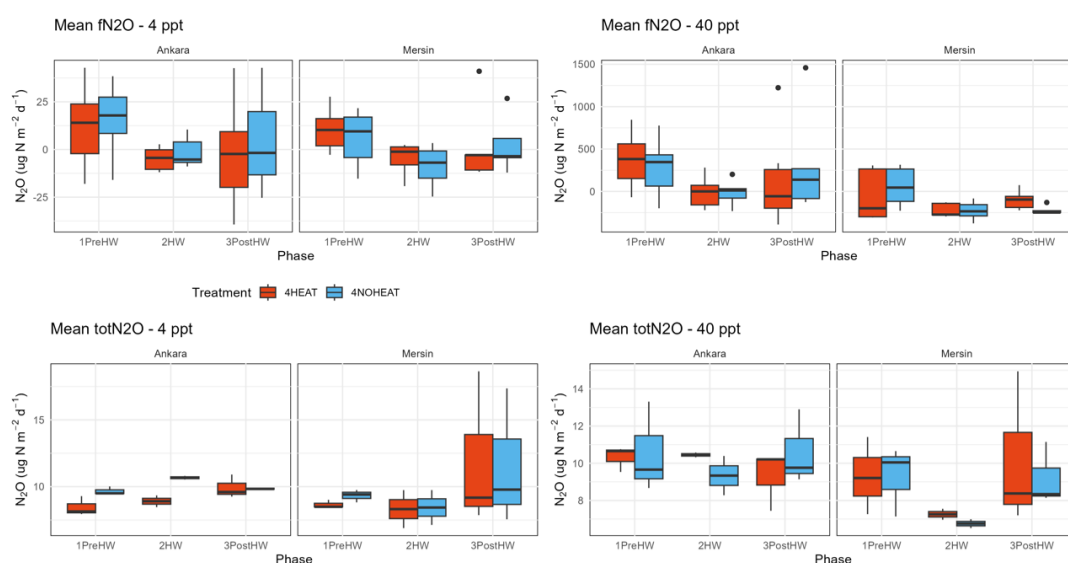 Mean fN2O - 4 ppt
Ankara
Mersin
N₂O (ug N m⁻² d⁻¹)
25
0
-25
1PreHW 2HW 3PostHW
1PreHW 2HW 3PostHW
Phase
Mean fN2O - 40 ppt
Ankara
Mersin
N₂O (ug N m⁻² d⁻¹)
1500
1000
500
0
1PreHW 2HW 3PostHW
1PreHW 2HW 3PostHW
Phase
Treatment 4HEAT 4NOHEAT
Mean totN2O - 4 ppt
Ankara
Mersin
N₂O (ug N m⁻² d⁻¹)
15
10
1PreHW 2HW 3PostHW
1PreHW 2HW 3PostHW
Phase
Mean totN2O - 40 ppt
Ankara
Mersin
N₂O (ug N m⁻² d⁻¹)
14
12
10
8
1PreHW 2HW 3PostHW
1PreHW 2HW 3PostHW
Phase